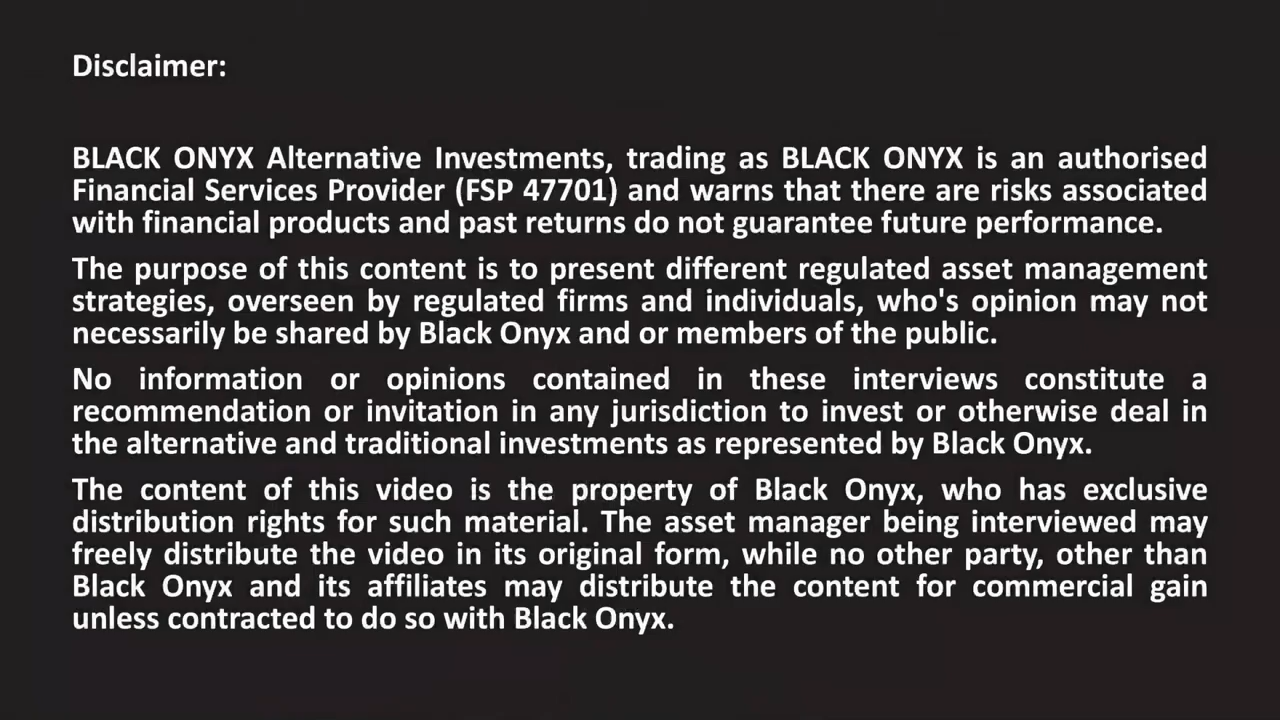 Disclaimer:
BLACK ONYX Alternative Investments, trading as BLACK ONYX is an authorised
Financial Services Provider (FSP 47701) and warns that there are risks associated
with financial products and past returns do not guarantee future performance.
The purpose of this content is to present different regulated asset management
strategies, overseen by regulated firms and individuals, who's opinion may not
necessarily be shared by Black Onyx and or members of the public.
No information or opinions contained in these interviews constitute a
recommendation or invitation in any jurisdiction to invest or otherwise deal in
the alternative and traditional investments as represented by Black Onyx.
The content of this video is the property of Black Onyx, who has exclusive
distribution rights for such material. The asset manager being interviewed may
freely distribute the video in its original form, while no other party, other than
Black Onyx and its affiliates may distribute the content for commercial gain
unless contracted to do so with Black Onyx.